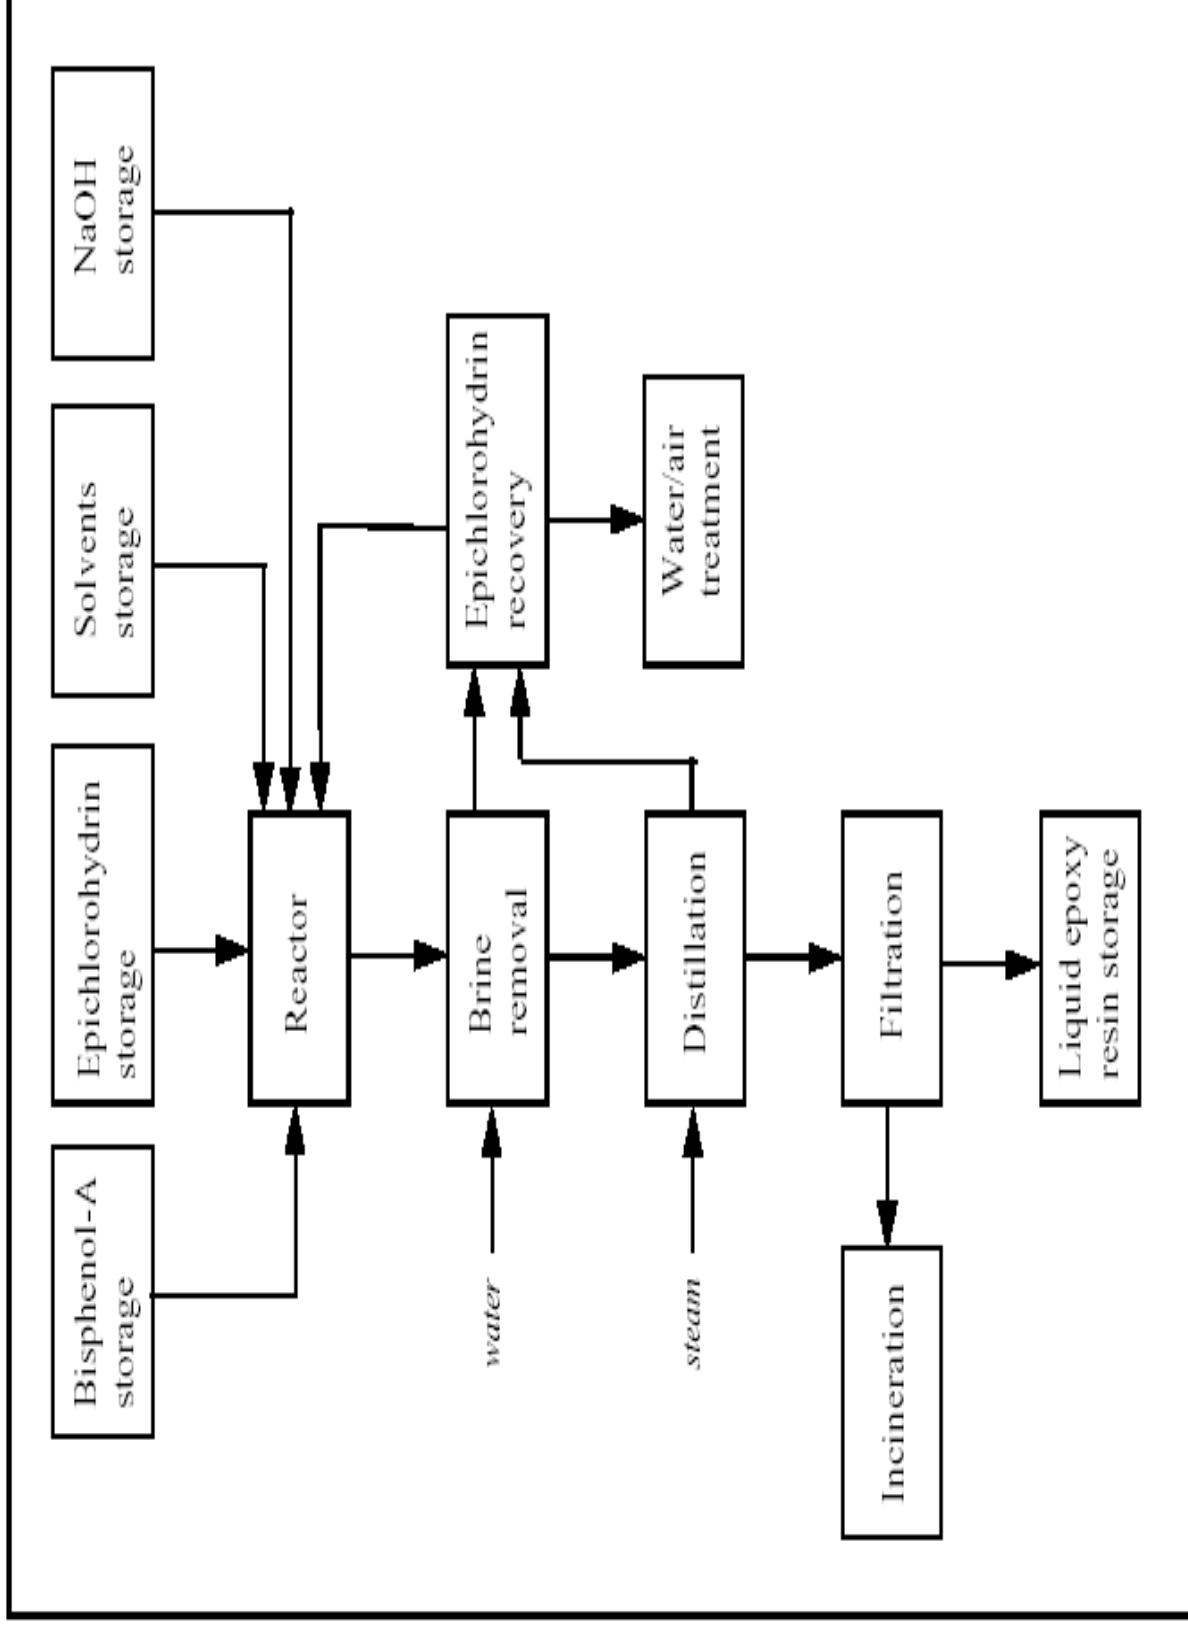 Bisphenol-A
storage
Epichlorohydrin
storage
Solvents
storage
NaOH
storage
Reactor
water
Brine
removal
Epichlorohydrin
recovery
steam
Distillation
Water/air
treatment
Incineration
Filtration
Liquid epoxy
resin storage